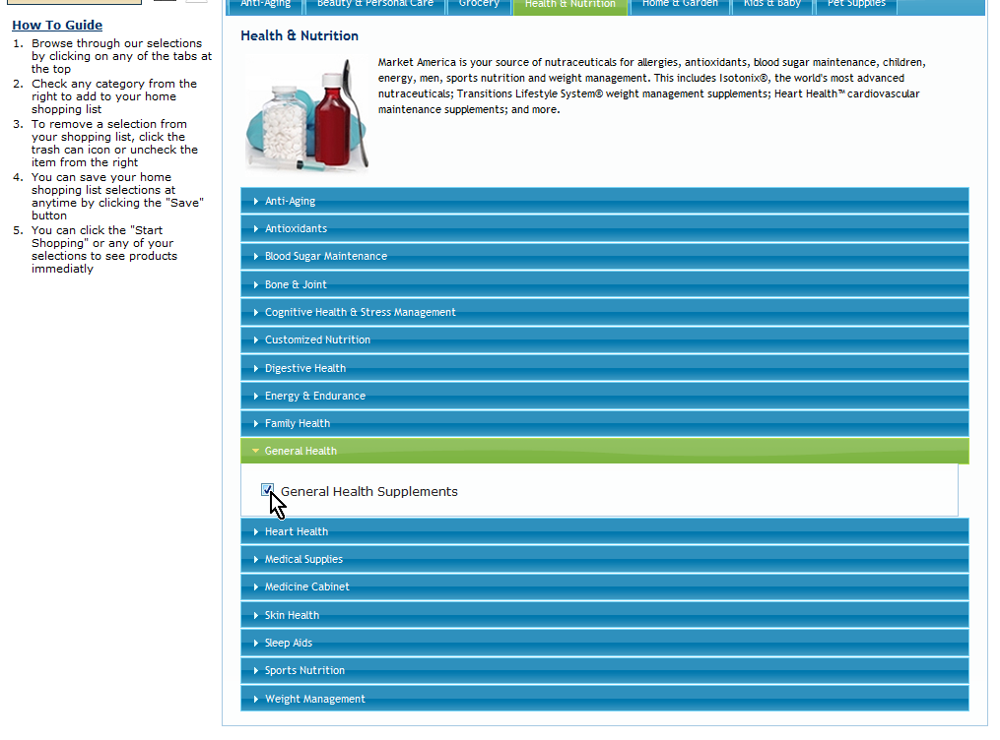 Anti-Aging
Beauty & Personal Care
Grocery
Health & Nutrition
Home & Garden
Kids & Baby
Pet Supplies
How To Guide
1. Browse through our selections
by clicking on any of the tabs at
the top
2. Check any category from the
right to add to your home
shopping list
3. To remove a selection from
your shopping list, click the
trash can icon or uncheck the
item from the right
4. You can save your home
shopping list selections at
anytime by clicking the "Save"
button
5. You can click the "Start
Shopping" or any of your
selections to see products
immediatly
Health & Nutrition
Market America is your source of nutraceuticals for allergies, antioxidants, blood sugar maintenance, children,
energy, men, sports nutrition and weight management. This includes Isotonix®, the world's most advanced
nutraceuticals; Transitions Lifestyle System® weight management supplements; Heart Health™ cardiovascular
maintenance supplements; and more.
Anti-Aging
Antioxidants
Blood Sugar Maintenance
Bone & Joint
Cognitive Health & Stress Management
Customized Nutrition
Digestive Health
Energy & Endurance
Family Health
General Health
General Health Supplements
Heart Health
Medical Supplies
Medicine Cabinet
Skin Health
Sleep Aids
Sports Nutrition
Weight Management